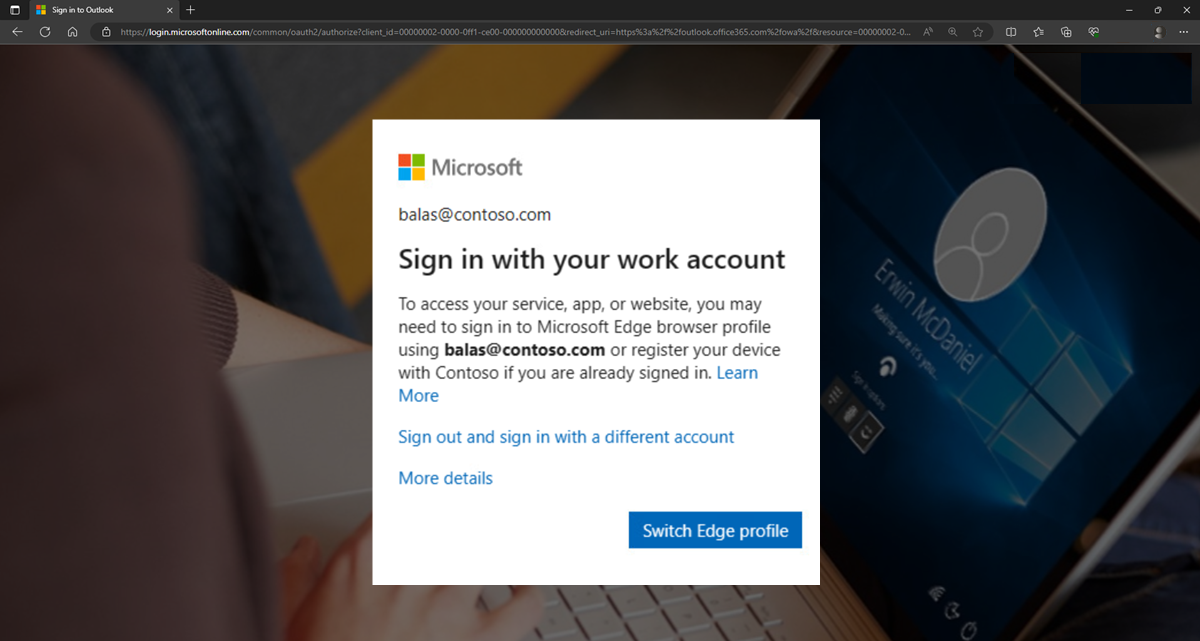 Sign in to Outlook
https://login.microsoftonline.com/common/oauth2/authorize?client_id=00000002-0000-0ff1-ce00-000000000000&redirect_uri=https%3a%2f%2foutlook.office365.com%2fowa%2f&resource=00000002-0...
Microsoft
balas@contoso.com
Sign in with your work account
To access your service, app, or website, you may
need to sign in to Microsoft Edge browser profile
using balas@contoso.com or register your device
with Contoso if you are already signed in. Learn
More
Sign out and sign in with a different account
More details
Switch Edge profile
Erwin McDaniel
Making sure it's you...
Sign-in options